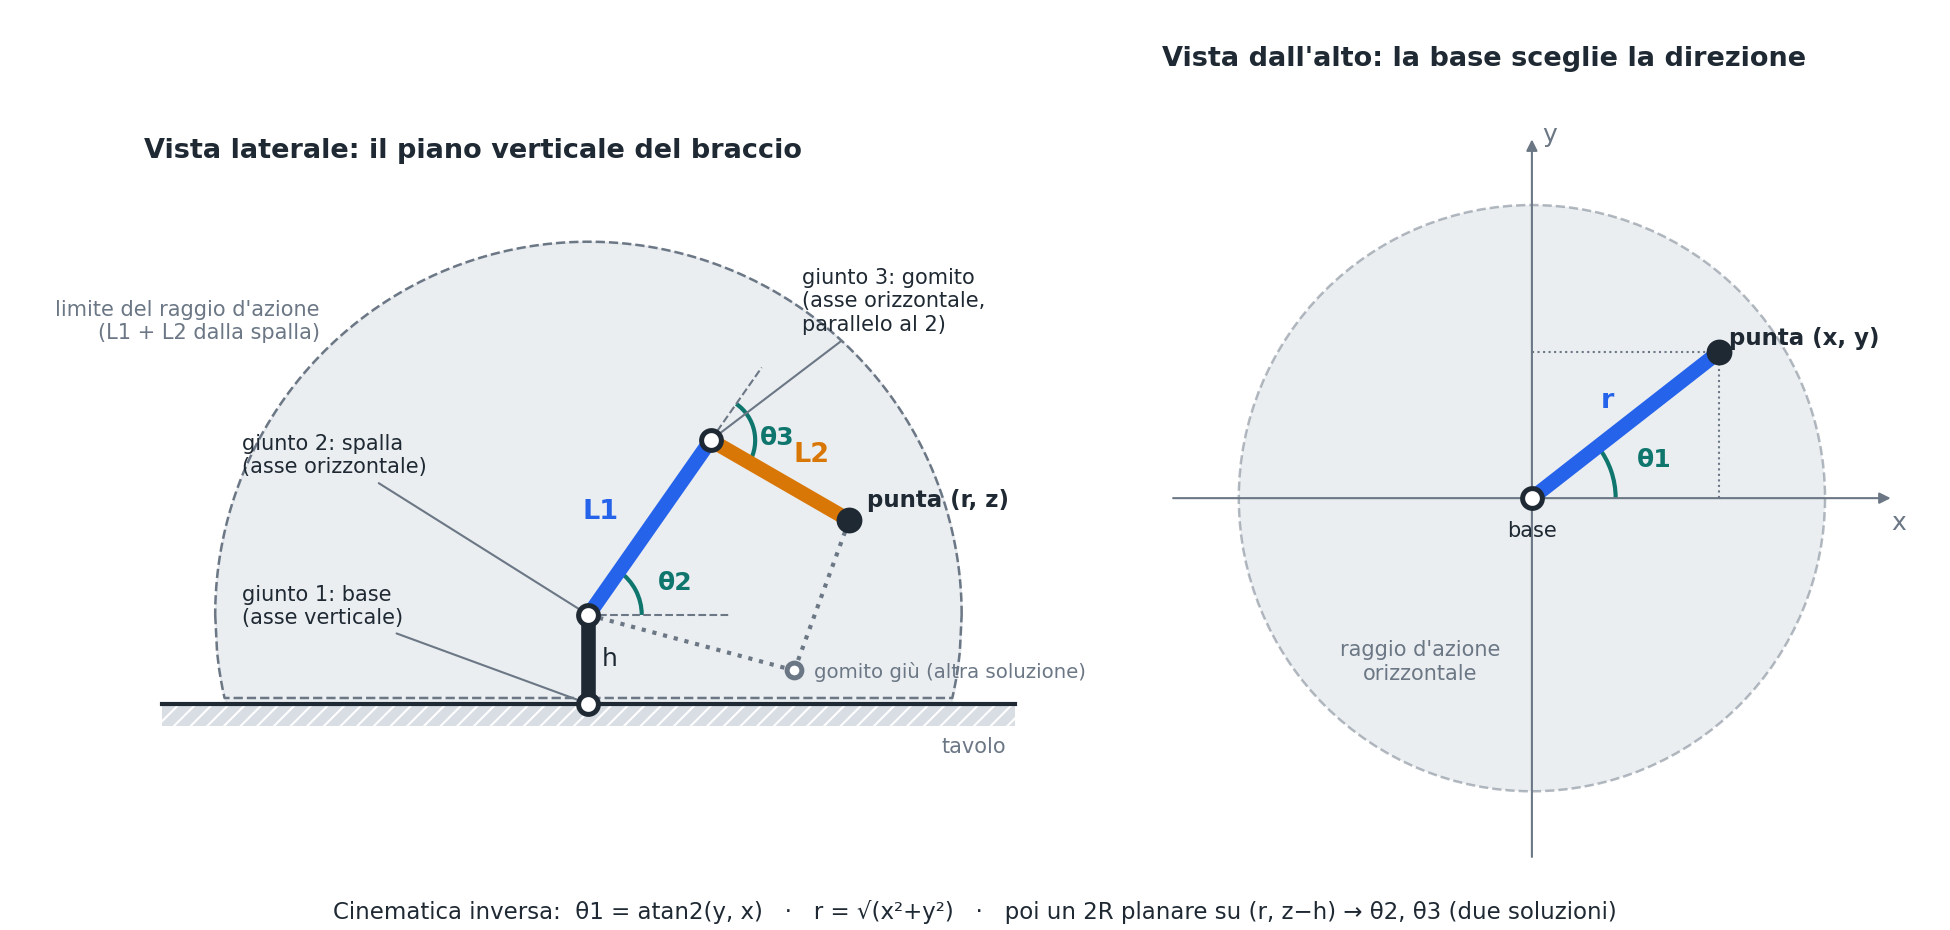 Vista laterale: il piano verticale del braccio
limite del raggio d'azione
(L1 + L2 dalla spalla)
giunto 3: gomito
(asse orizzontale,
parallelo al 2)
giunto 2: spalla
(asse orizzontale)
θ3
L2
L1
punta (r, z)
θ2
giunto 1: base
(asse verticale)
h
gomito giù (altra soluzione)
tavolo
Vista dall'alto: la base sceglie la direzione
y
punta (x, y)
r
θ1
x
base
raggio d'azione
orizzontale
Cinematica inversa: θ1 = atan2(y, x) · r = √(x²+y²) · poi un 2R planare su (r, z−h) → θ2, θ3 (due soluzioni)